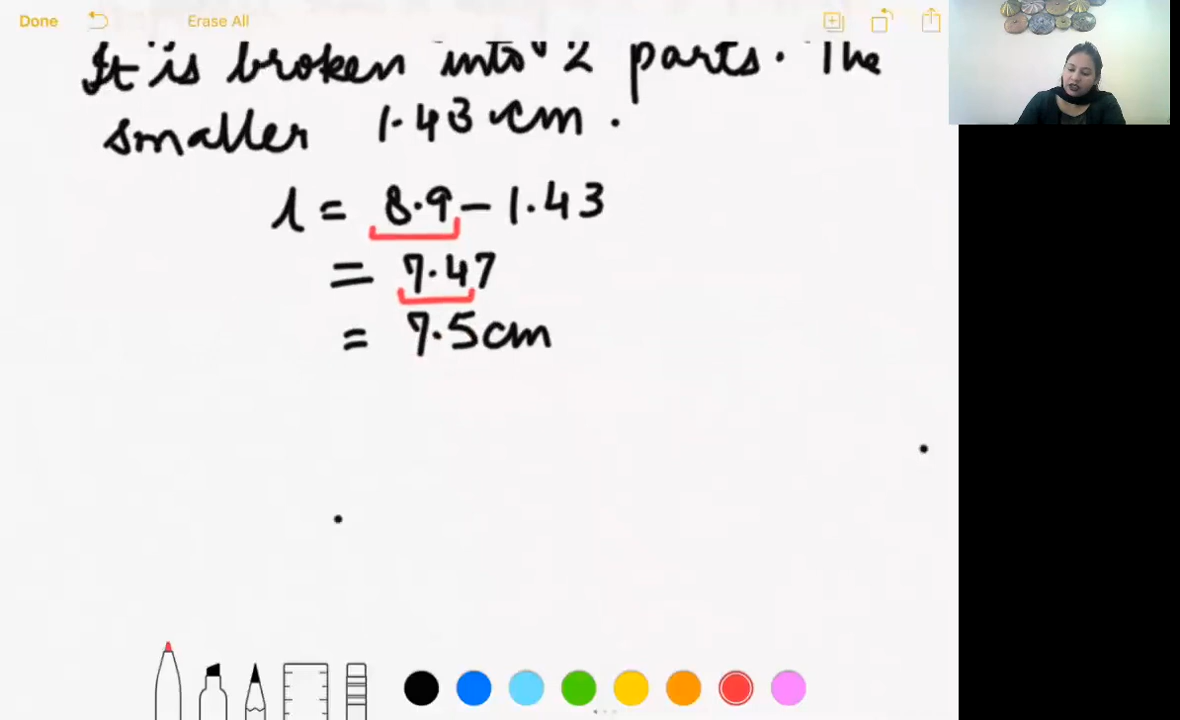 Done Erase All
It is broken into 2 parts. The
smaller 1.43 cm.
l = 8.9 - 1.43
= 7.47
= 7.5cm